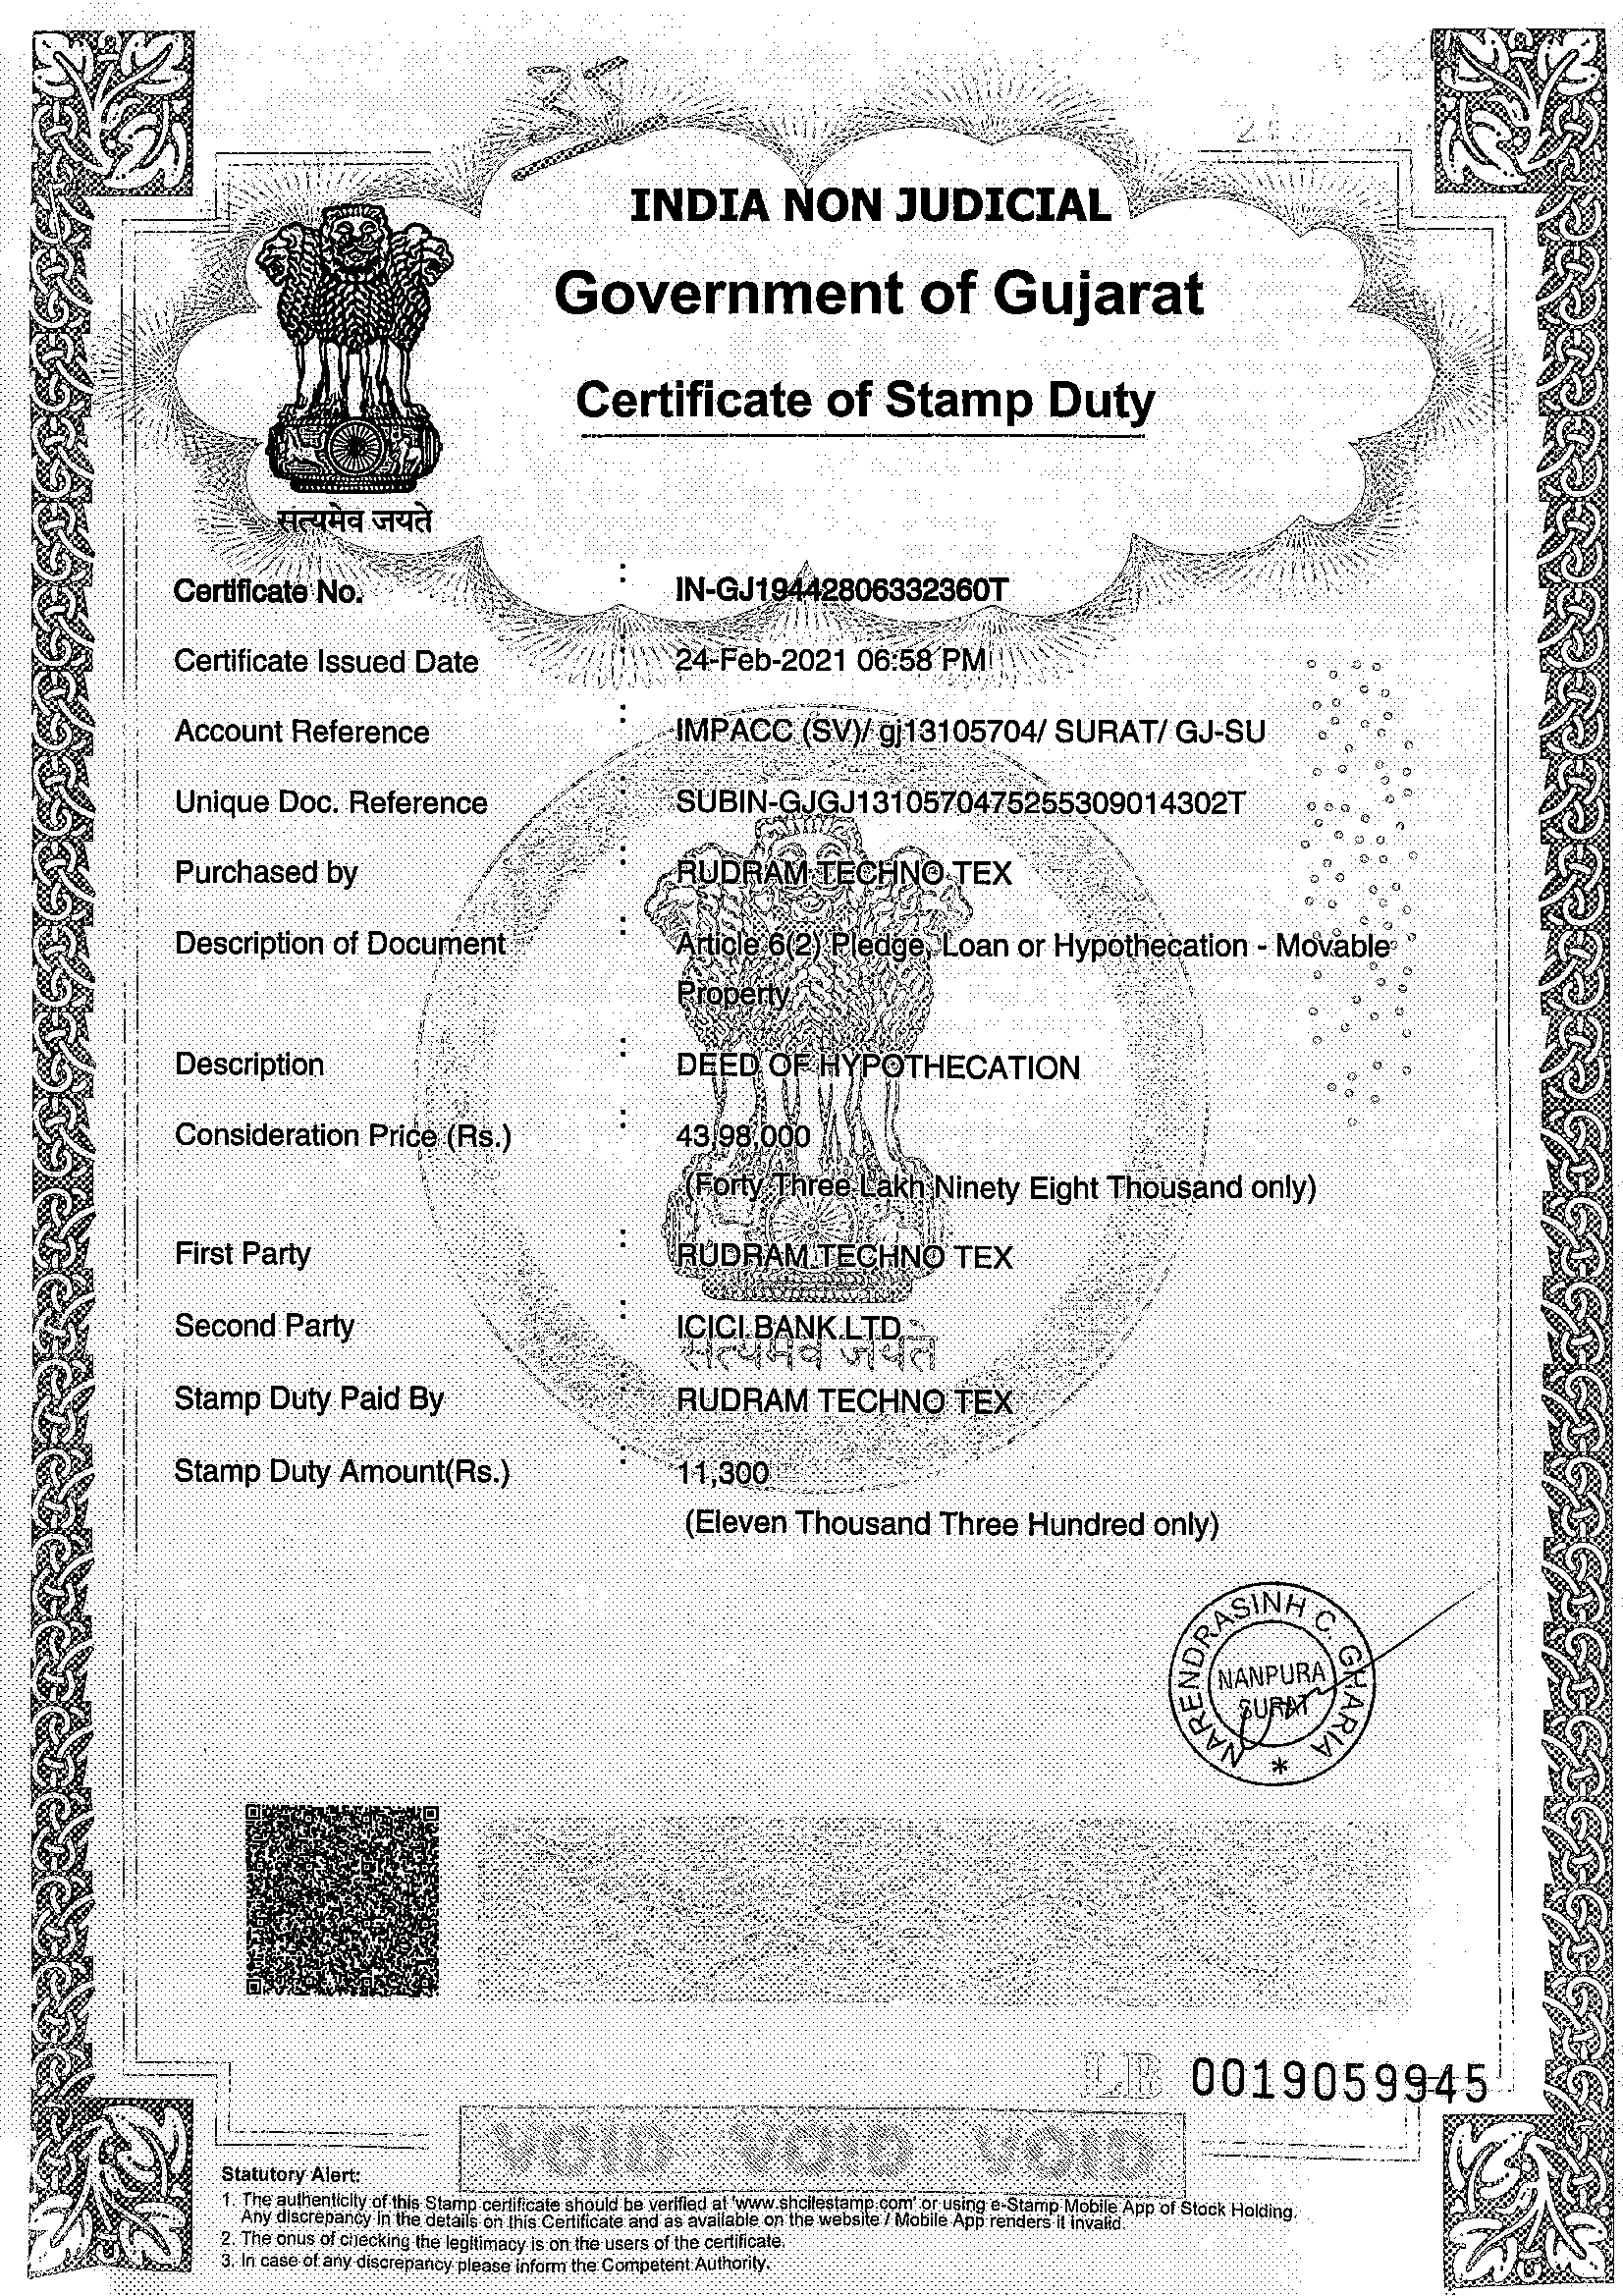 INDIA NON JUDICIAL
Government of Gujarat
Certificate of Stamp Duty
सत्यमेव जयते
Certificate No. : IN-GJ19442806332360T
Certificate Issued Date : 24-Feb-2021 06:58 PM
Account Reference : IMPACC (SV)/ gj13105704/ SURAT/ GJ-SU
Unique Doc. Reference : SUBIN-GJGJ1310570475255309014302T
Purchased by : RUDRAM TECHNO TEX
Description of Document : Article 6(2) Pledge, Loan or Hypothecation - Movable
Property
Description : DEED OF HYPOTHECATION
Consideration Price (Rs.) : 43,98,000
(Forty Three Lakh Ninety Eight Thousand only)
First Party : RUDRAM TECHNO TEX
Second Party : ICICI BANK LTD
सत्यमेव जयते
Stamp Duty Paid By : RUDRAM TECHNO TEX
Stamp Duty Amount(Rs.) : 11,300
(Eleven Thousand Three Hundred only)
NARENDRASINH C. GHARIA
NANPURA
SURAT
LB 0019059945
VOID VOID VOID
Statutory Alert:
1. The authenticity of this Stamp certificate should be verified at 'www.shcilestamp.com' or using e-Stamp Mobile App of Stock Holding.
Any discrepancy in the details on this Certificate and as available on the website / Mobile App renders it invalid.
2. The onus of checking the legitimacy is on the users of the certificate.
3. In case of any discrepancy please inform the Competent Authority.